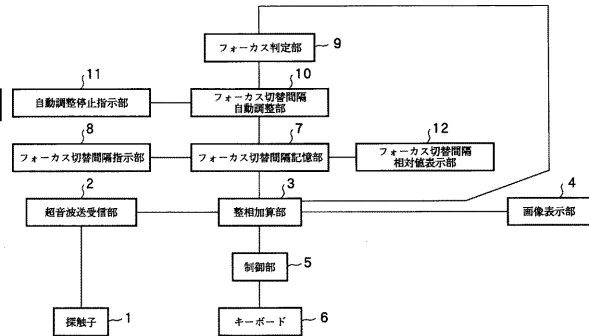 フォーカス判定部
9
11
10
自動調整停止指示部
フォーカス切替間隔
自動調整部
8
7
12
フォーカス切替間隔指示部
フォーカス切替間隔記憶部
フォーカス切替間隔
相対値表示部
2
3
4
超音波送受信部
整相加算部
画像表示部
制御部
5
探触子
1
キーボード
6